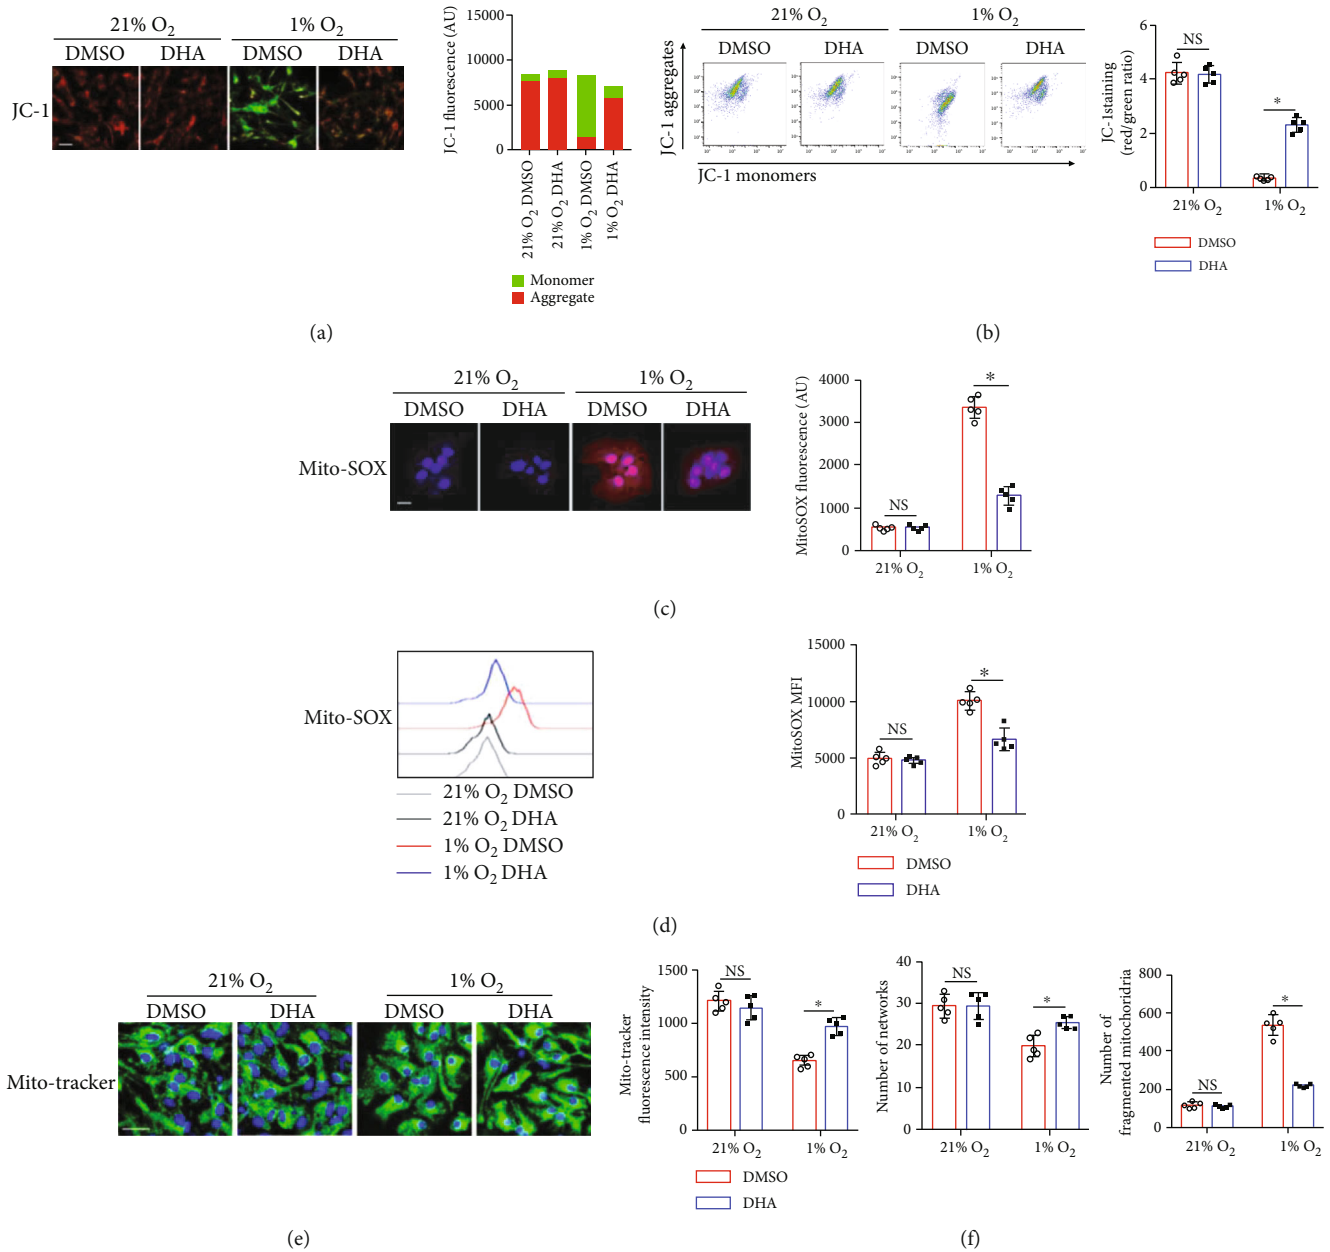 21% O2
1% O2
DMSO
DHA
DMSO
DHA
JC-1
JC-1 fluorescence (AU)
15000
10000
5000
0
21% O2 DMSO
21% O2 DHA
1% O2 DMSO
1% O2 DHA
Monomer
Aggregate
(a)
21% O2
1% O2
DMSO
DHA
DMSO
DHA
JC-1 aggregates
JC-1 monomers
JC-1staining
(red/green ratio)
6
4
2
0
NS
*
21% O2
1% O2
DMSO
DHA
(b)
21% O2
1% O2
DMSO
DHA
DMSO
DHA
Mito-SOX
MitoSOX fluorescence (AU)
4000
3000
2000
1000
0
NS
*
21% O2
1% O2
(c)
Mito-SOX
21% O2 DMSO
21% O2 DHA
1% O2 DMSO
1% O2 DHA
MitoSOX MFI
15000
10000
5000
0
NS
*
21% O2
1% O2
DMSO
DHA
(d)
21% O2
1% O2
DMSO
DHA
DMSO
DHA
Mito-tracker
(e)
Mito-tracker
fluorescence intensity
1500
1000
500
0
NS
*
21% O2
1% O2
DMSO
DHA
Number of networks
40
30
20
10
0
NS
*
21% O2
1% O2
Number of
fragmented mitochoridria
800
600
400
200
0
NS
*
21% O2
1% O2
(f)